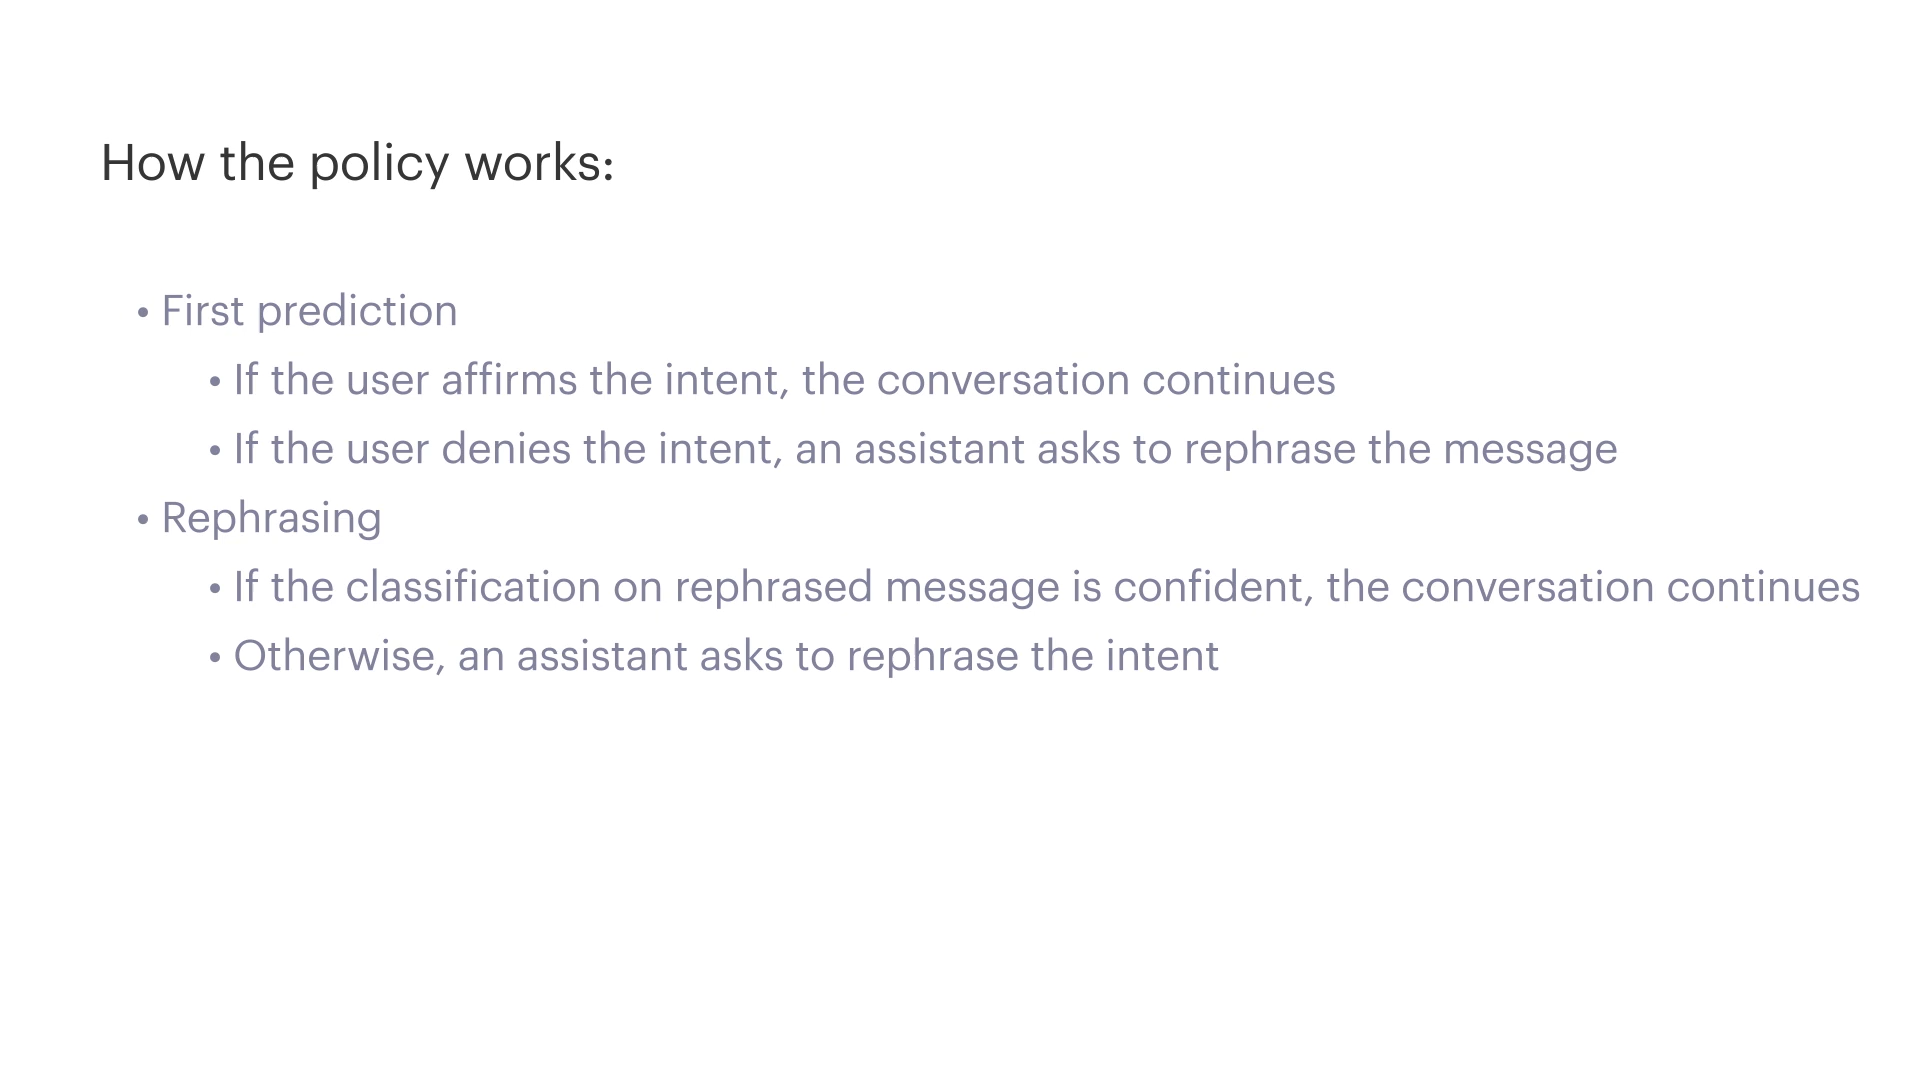 How the policy works:
• First prediction
• If the user affirms the intent, the conversation continues
• If the user denies the intent, an assistant asks to rephrase the message
• Rephrasing
• If the classification on rephrased message is confident, the conversation continues
• Otherwise, an assistant asks to rephrase the intent